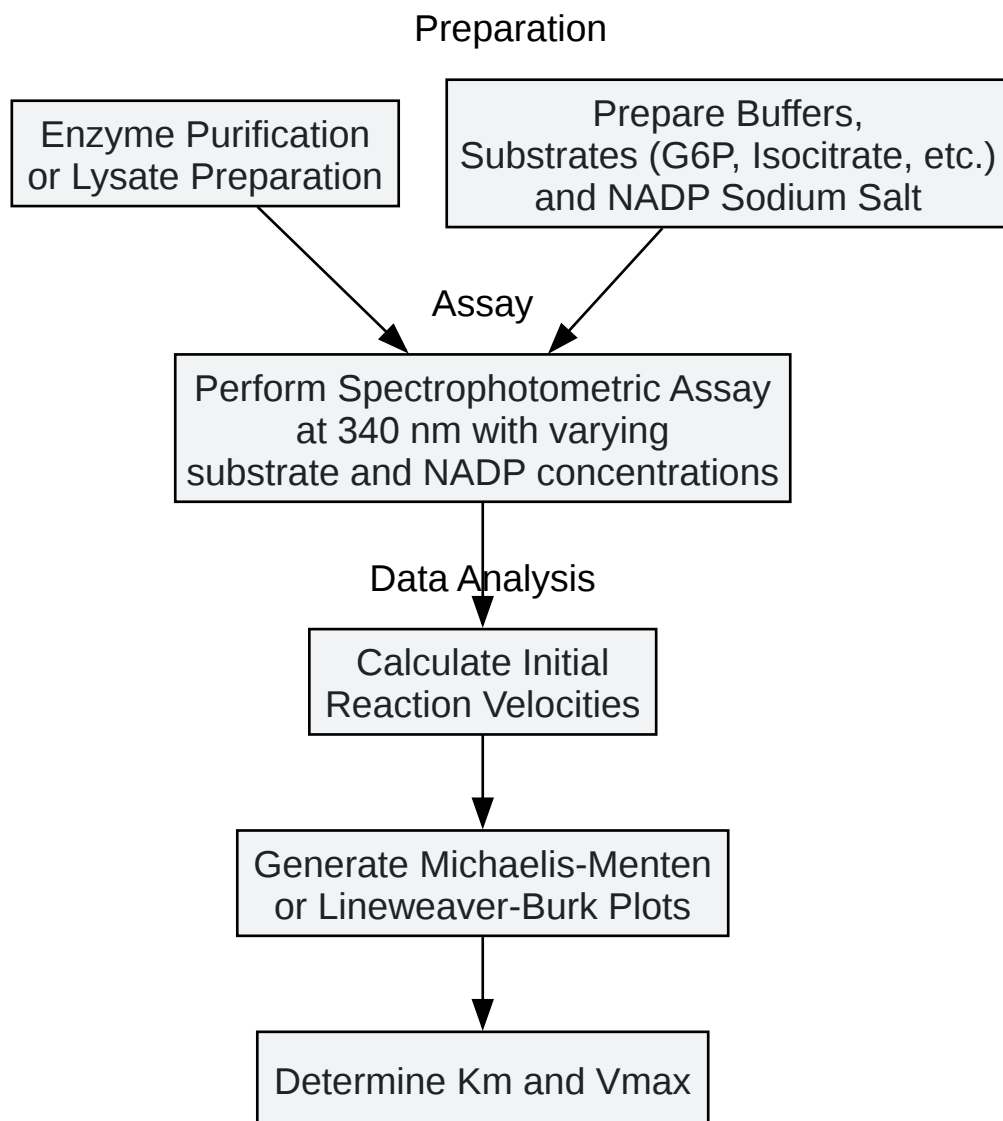 Preparation
Enzyme Purification
or Lysate Preparation
Prepare Buffers,
Substrates (G6P, Isocitrate, etc.)
and NADP Sodium Salt
Assay
Perform Spectrophotometric Assay
at 340 nm with varying
substrate and NADP concentrations
Data Analysis
Calculate Initial
Reaction Velocities
Generate Michaelis-Menten
or Lineweaver-Burk Plots
Determine Km and Vmax